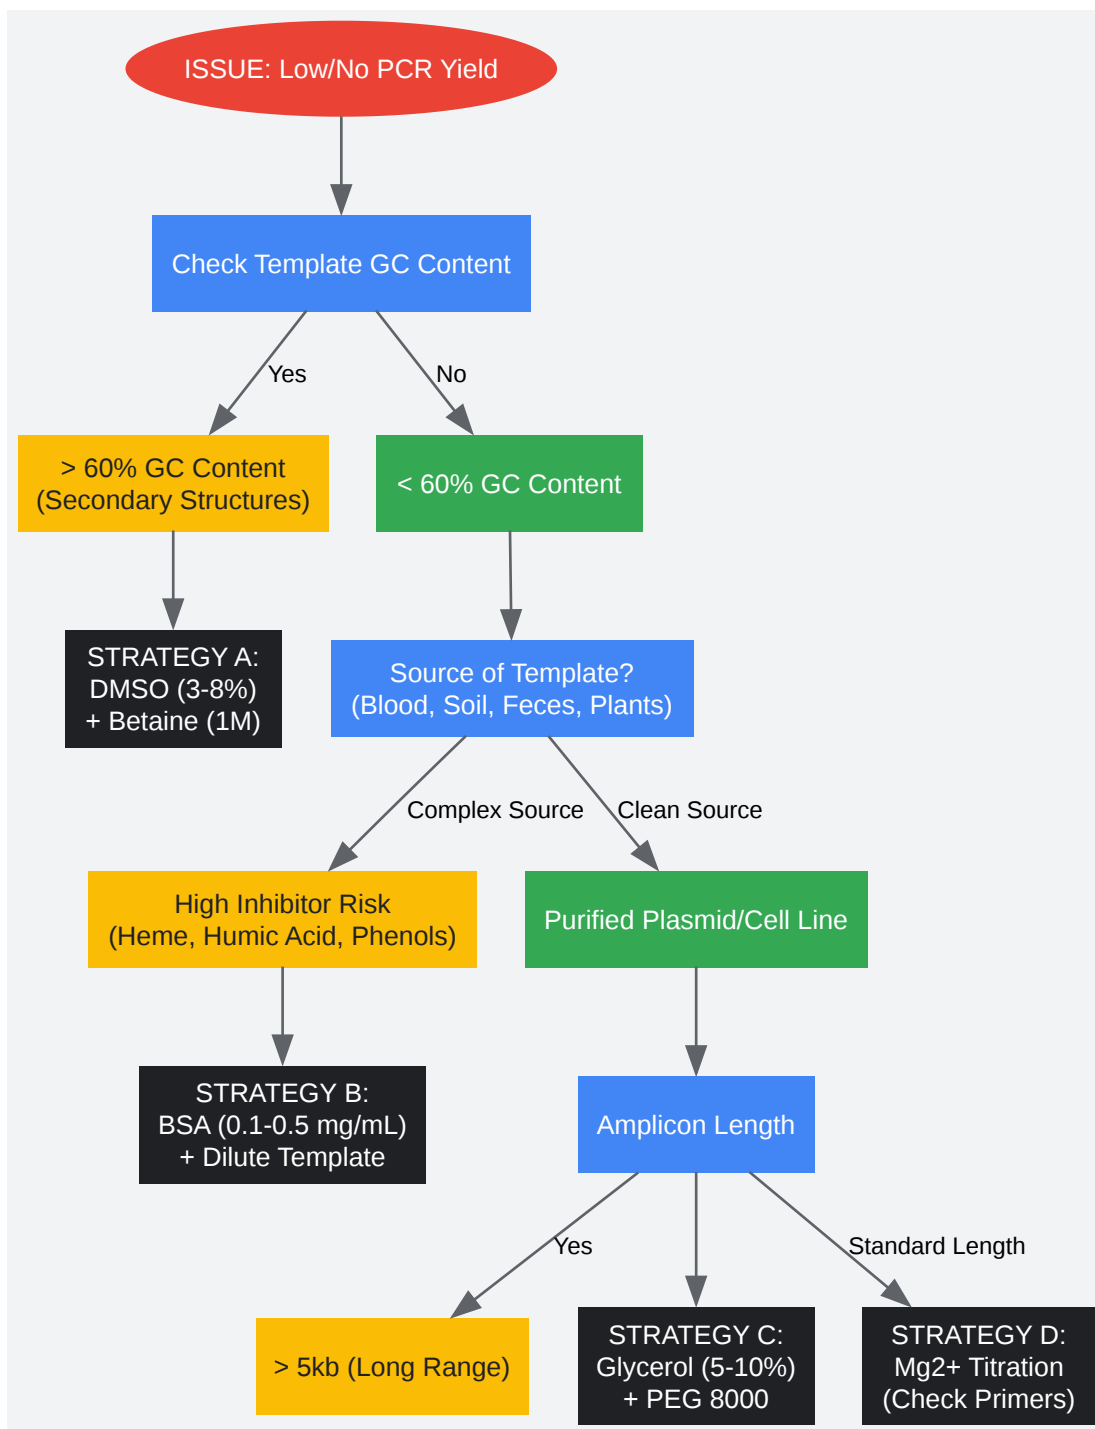 ISSUE: Low/No PCR Yield
Check Template GC Content
Yes
No
> 60% GC Content
(Secondary Structures)
< 60% GC Content
STRATEGY A:
DMSO (3-8%)
+ Betaine (1M)
Source of Template?
(Blood, Soil, Feces, Plants)
Complex Source
Clean Source
High Inhibitor Risk
(Heme, Humic Acid, Phenols)
Purified Plasmid/Cell Line
STRATEGY B:
BSA (0.1-0.5 mg/mL)
+ Dilute Template
Amplicon Length
Yes
Standard Length
> 5kb (Long Range)
STRATEGY C:
Glycerol (5-10%)
+ PEG 8000
STRATEGY D:
Mg2+ Titration
(Check Primers)